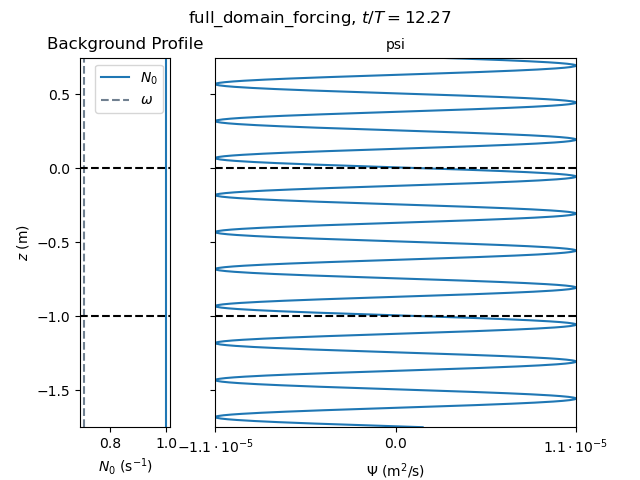 full_domain_forcing, t/T = 12.27
Background Profile
psi
N₀
ω
0.5
0.0
−0.5
−1.0
−1.5
z (m)
0.8
1.0
N₀ (s⁻¹)
−1.1 · 10⁻⁵
0.0
1.1 · 10⁻⁵
Ψ (m²/s)